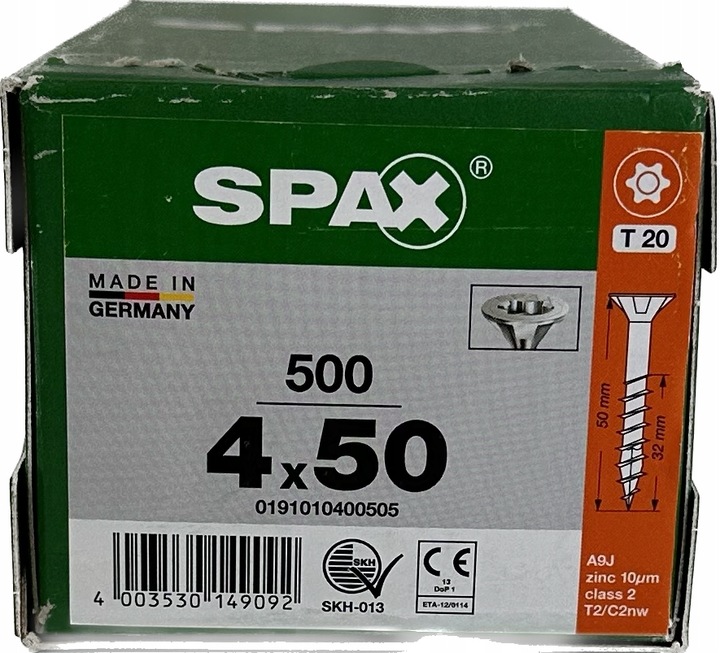 SPAX®
T 20
MADE IN
GERMANY
500
4x50
0191010400505
50 mm
32 mm
4 003530 149092
SKH
SKH-013
CE
13
DoP 1
ETA-12/0114
A9J
zinc 10µm
class 2
T2/C2nw